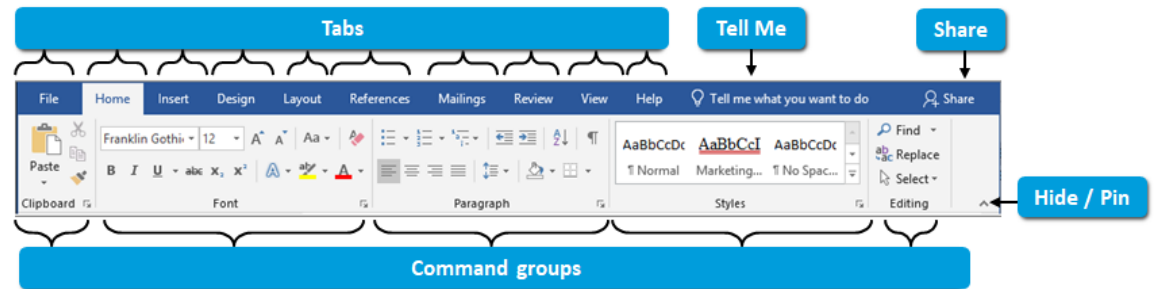 Tabs
Tell Me
Share
File Home Insert Design Layout References Mailings Review View Help Tell me what you want to do Share
Franklin Gothi 12 Aa
AaBbCcDc AaBbCcI AaBbCcDc
Find
Replace
Select
Paste
B I U abc X₂ X² A ab A
¶ Normal Marketing... ¶ No Spac...
Clipboard Font Paragraph Styles Editing
Hide / Pin
Command groups